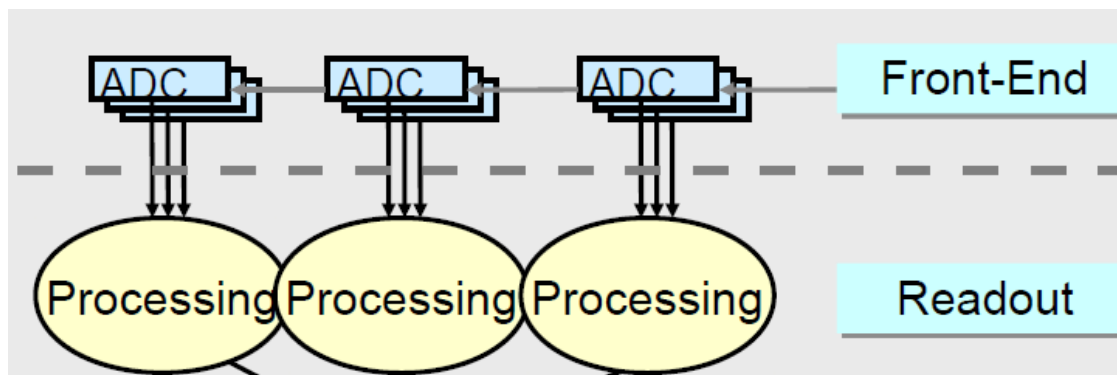 ADC
ADC
ADC
Front-End
Processing
Processing
Processing
Readout